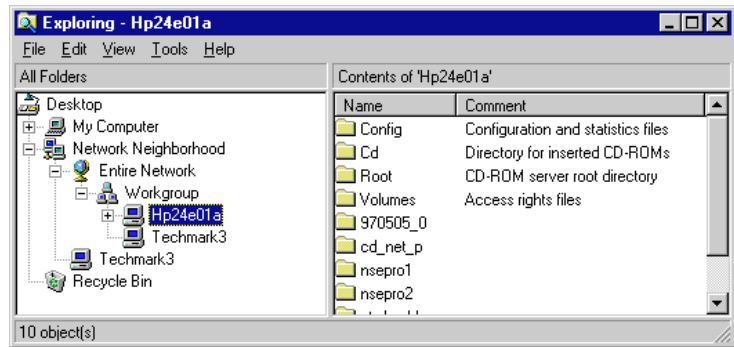 Exploring - Hp24e01a
File Edit View Tools Help
All Folders
Contents of 'Hp24e01a'
Desktop
My Computer
Network Neighborhood
Entire Network
Workgroup
Hp24e01a
Techmark3
Techmark3
Recycle Bin
Name Comment
Config Configuration and statistics files
Cd Directory for inserted CD-ROMs
Root CD-ROM server root directory
Volumes Access rights files
970505_0
cd_net_p
nsepro1
nsepro2
10 object(s)